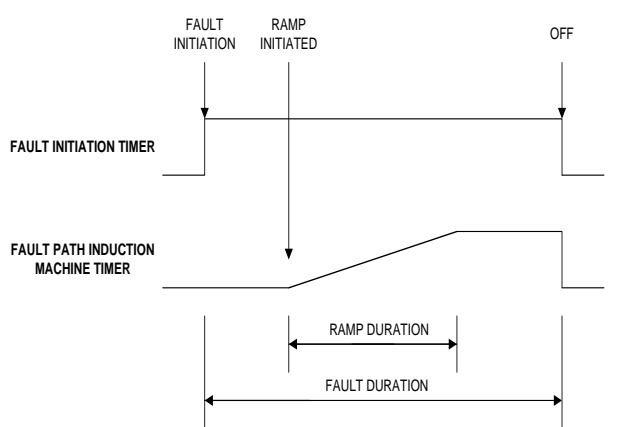 FAULT
INITIATION
RAMP
INITIATED
OFF
FAULT INITIATION TIMER
FAULT PATH INDUCTION
MACHINE TIMER
RAMP DURATION
FAULT DURATION